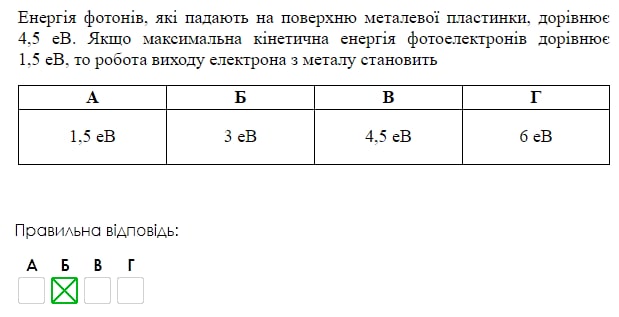 Енергія фотонів, які падають на поверхню металевої пластинки, дорівнює
4,5 еВ. Якщо максимальна кінетична енергія фотоелектронів дорівнює
1,5 еВ, то робота виходу електрона з металу становить
А Б В Г
1,5 еВ 3 еВ 4,5 еВ 6 еВ
Правильна відповідь:
А Б В Г